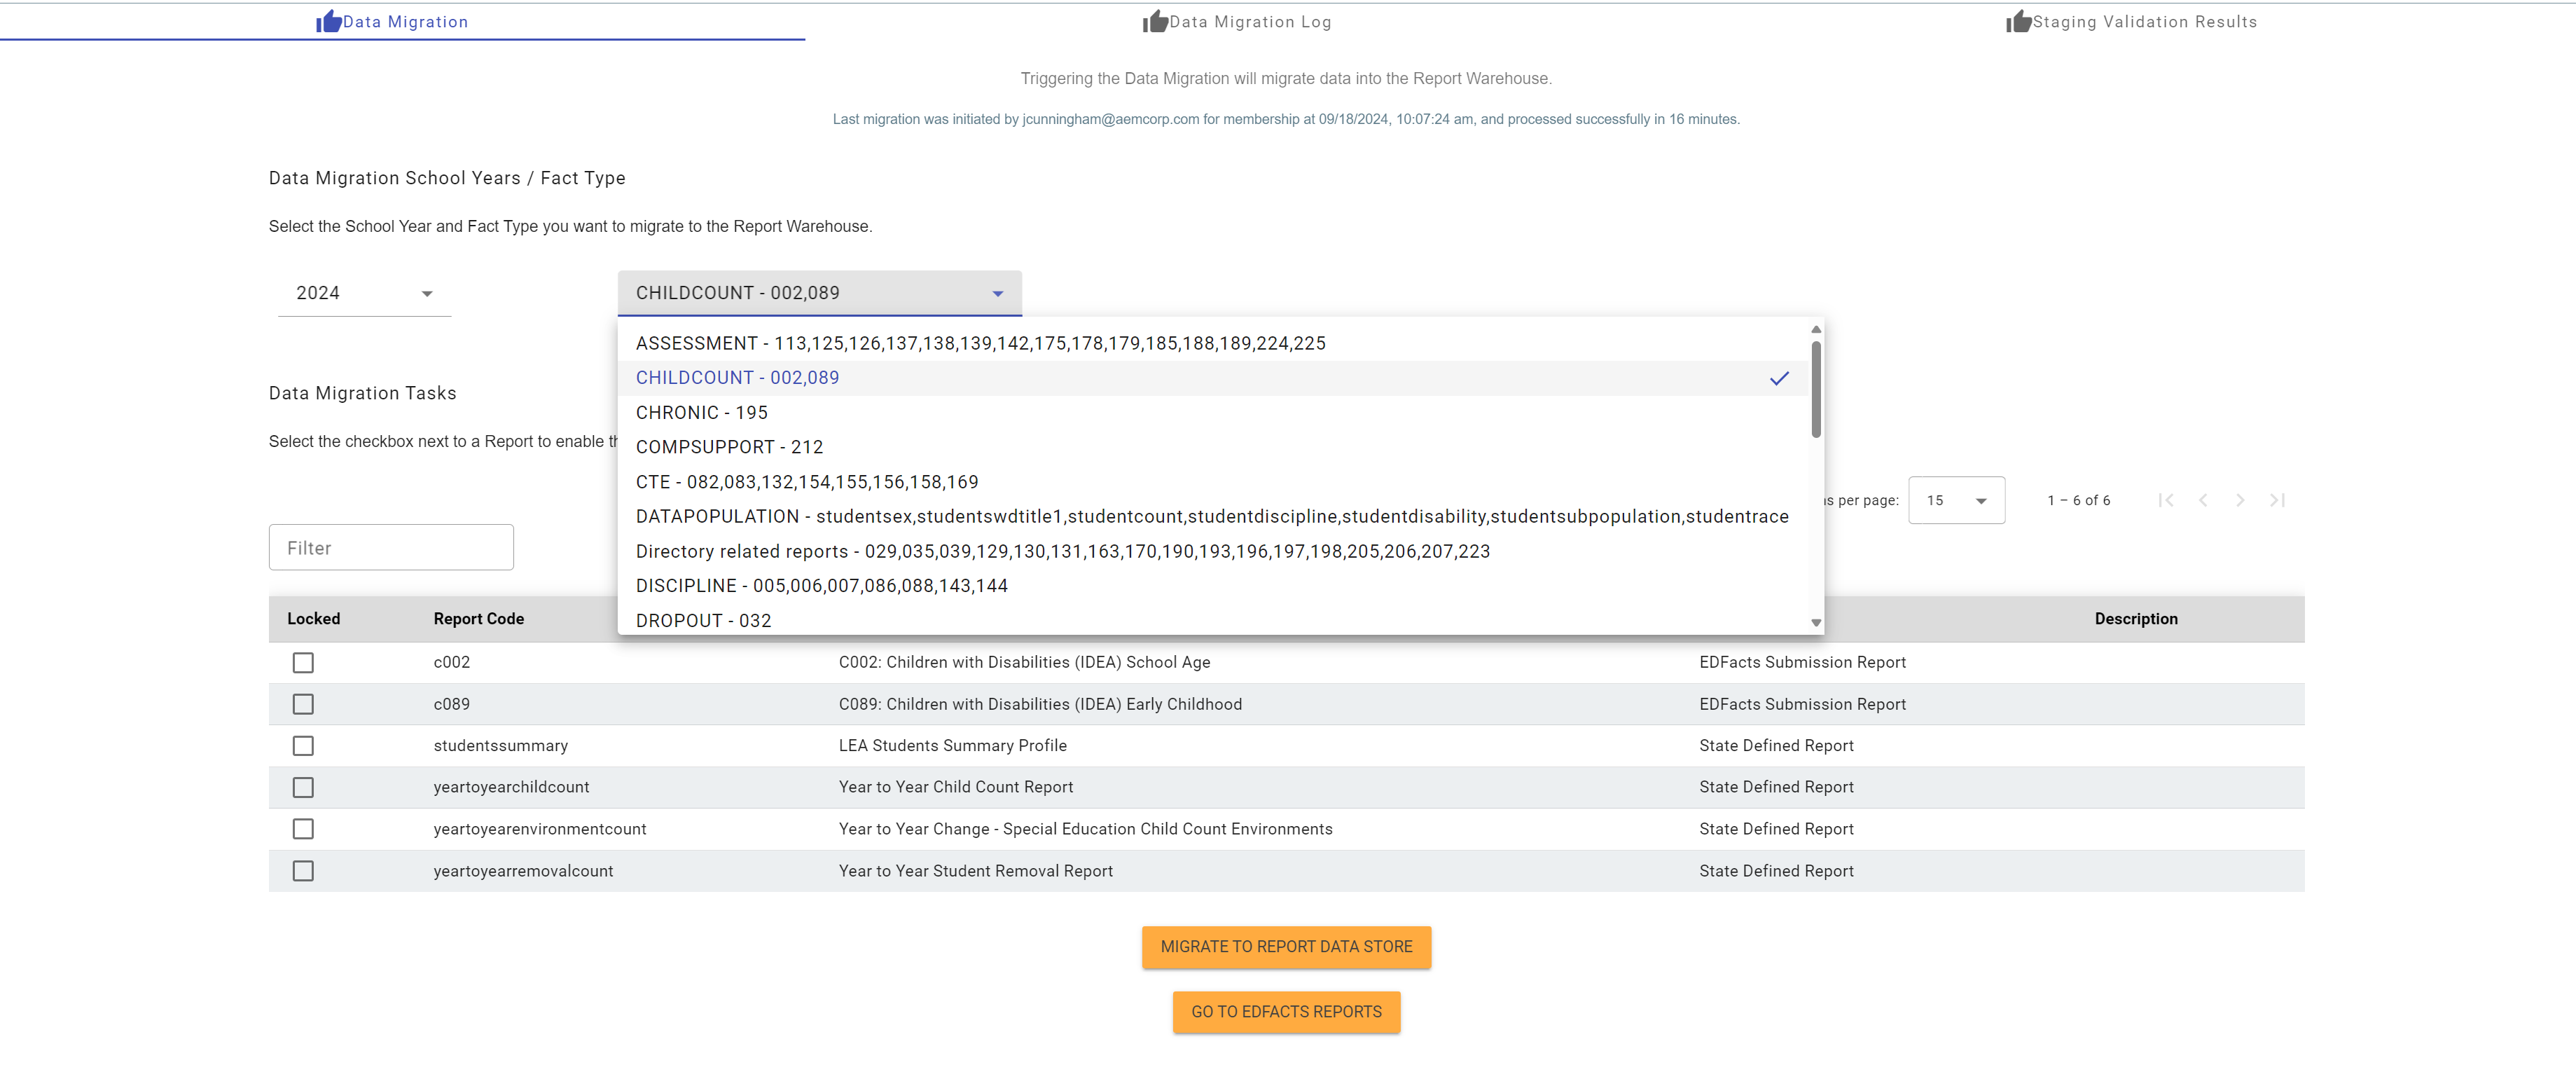 Data Migration
Data Migration Log
Staging Validation Results
Triggering the Data Migration will migrate data into the Report Warehouse.
Last migration was initiated by jcunningham@aemcorp.com for membership at 09/18/2024, 10:07:24 am, and processed successfully in 16 minutes.
Data Migration School Years / Fact Type
Select the School Year and Fact Type you want to migrate to the Report Warehouse.
2024
CHILDCOUNT - 002,089
ASSESSMENT - 113,125,126,137,138,139,142,175,178,179,185,188,189,224,225
CHILDCOUNT - 002,089
CHRONIC - 195
COMPSUPPORT - 212
CTE - 082,083,132,154,155,156,158,169
DATAPOPULATION - studentsex,studentswdtitle1,studentcount,studentdiscipline,studentdisability,studentsubpopulation,studentrace
Directory related reports - 029,035,039,129,130,131,163,170,190,193,196,197,198,205,206,207,223
DISCIPLINE - 005,006,007,086,088,143,144
DROPOUT - 032
Data Migration Tasks
Select the checkbox next to a Report to enable
per page: 15 1 – 6 of 6
Filter
Locked Report Code Description
c002 C002: Children with Disabilities (IDEA) School Age EDFacts Submission Report
c089 C089: Children with Disabilities (IDEA) Early Childhood EDFacts Submission Report
studentssummary LEA Students Summary Profile State Defined Report
yeartoyearchildcount Year to Year Child Count Report State Defined Report
yeartoyearenvironmentcount Year to Year Change - Special Education Child Count Environments State Defined Report
yeartoyearremovalcount Year to Year Student Removal Report State Defined Report
MIGRATE TO REPORT DATA STORE
GO TO EDFACTS REPORTS